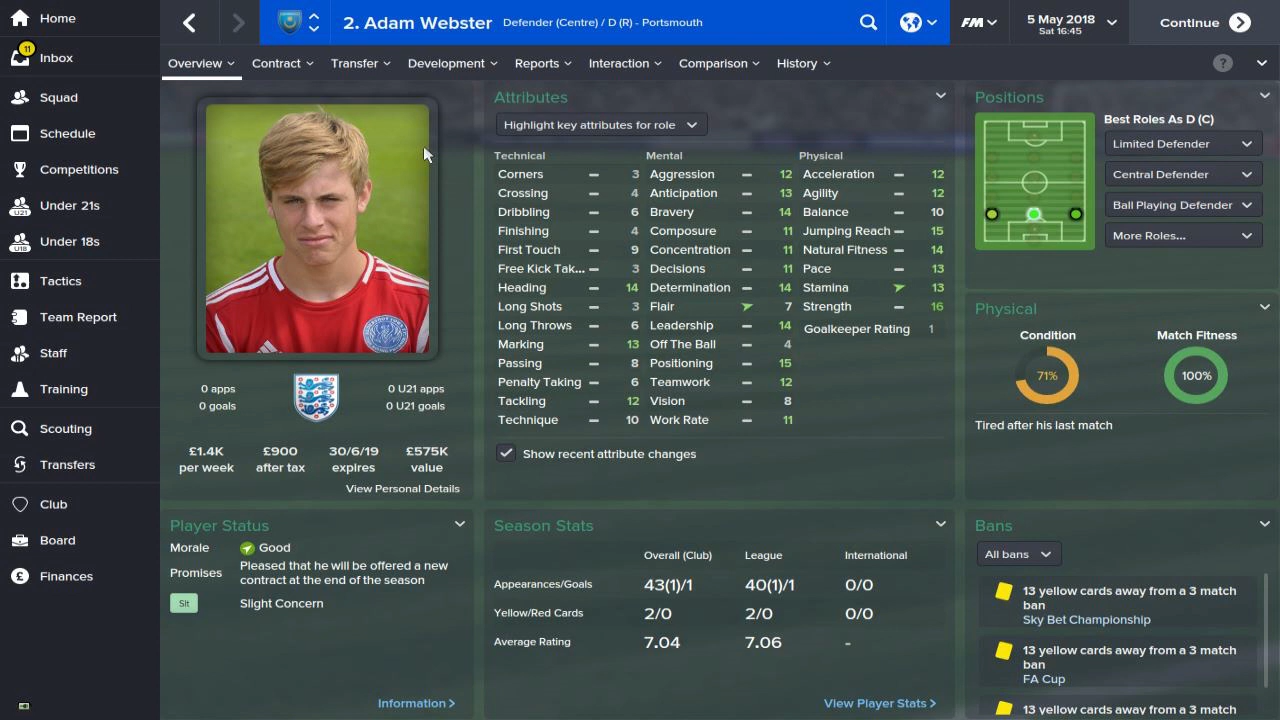 Home
11
Inbox
Squad
Schedule
Competitions
U21
Under 21s
U18
Under 18s
Tactics
Team Report
Staff
Training
Scouting
Transfers
Club
Board
Finances
2. Adam Webster
Defender (Centre) / D (R) - Portsmouth
FM
5 May 2018
Sat 16:45
Continue
Overview
Contract
Transfer
Development
Reports
Interaction
Comparison
History
?
0 apps
0 goals
0 U21 apps
0 U21 goals
£1.4K per week
£900 after tax
30/6/19 expires
£575K value
View Personal Details
Attributes
Highlight key attributes for role
Technical
Corners 3
Crossing 4
Dribbling 6
Finishing 4
First Touch 9
Free Kick Tak... 3
Heading 14
Long Shots 3
Long Throws 6
Marking 13
Passing 8
Penalty Taking 6
Tackling 12
Technique 10
Mental
Aggression 12
Anticipation 13
Bravery 14
Composure 11
Concentration 11
Decisions 11
Determination 14
Flair 7
Leadership 14
Off The Ball 4
Positioning 15
Teamwork 12
Vision 8
Work Rate 11
Physical
Acceleration 12
Agility 12
Balance 10
Jumping Reach 15
Natural Fitness 14
Pace 13
Stamina 13
Strength 16
Goalkeeper Rating 1
Show recent attribute changes
Positions
Best Roles As D (C)
Limited Defender
Central Defender
Ball Playing Defender
More Roles...
Physical
Condition
71%
Match Fitness
100%
Tired after his last match
Player Status
Morale Good
Promises Pleased that he will be offered a new
contract at the end of the season
Slt Slight Concern
Information >
Season Stats
Overall (Club) League International
Appearances/Goals 43(1)/1 40(1)/1 0/0
Yellow/Red Cards 2/0 2/0 0/0
Average Rating 7.04 7.06 -
View Player Stats >
Bans
All bans
13 yellow cards away from a 3 match
ban
Sky Bet Championship
13 yellow cards away from a 3 match
ban
FA Cup
13 yellow cards away from a 3 match